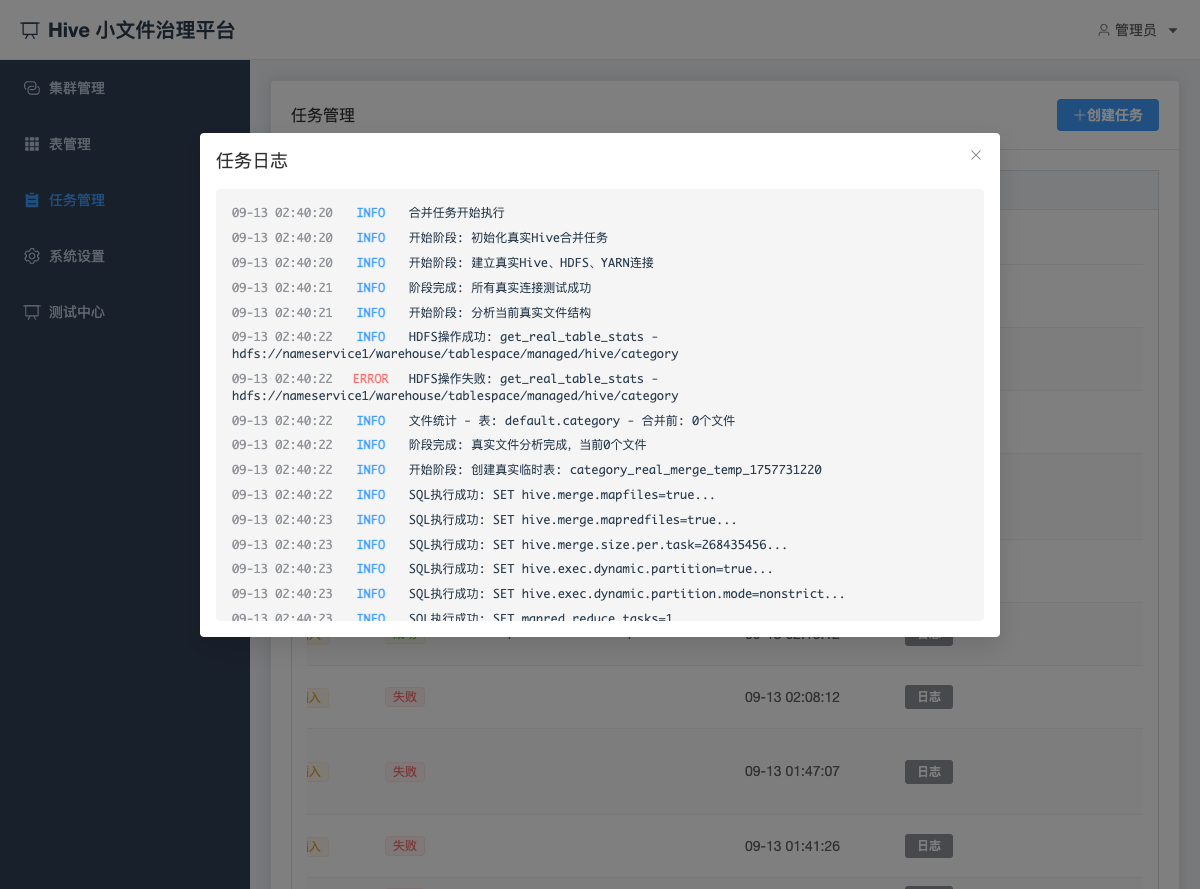 Hive 小文件治理平台
管理员
集群管理
表管理
任务管理
系统设置
测试中心
任务管理
+创建任务
任务日志
09-13 02:40:20 INFO 合并任务开始执行
09-13 02:40:20 INFO 开始阶段: 初始化真实Hive合并任务
09-13 02:40:20 INFO 开始阶段: 建立真实Hive、HDFS、YARN连接
09-13 02:40:21 INFO 阶段完成: 所有真实连接测试成功
09-13 02:40:21 INFO 开始阶段: 分析当前真实文件结构
09-13 02:40:22 INFO HDFS操作成功: get_real_table_stats -
hdfs://nameservice1/warehouse/tablespace/managed/hive/category
09-13 02:40:22 ERROR HDFS操作失败: get_real_table_stats -
hdfs://nameservice1/warehouse/tablespace/managed/hive/category
09-13 02:40:22 INFO 文件统计 - 表: default.category - 合并前: 0个文件
09-13 02:40:22 INFO 阶段完成: 真实文件分析完成，当前0个文件
09-13 02:40:22 INFO 开始阶段: 创建真实临时表: category_real_merge_temp_1757731220
09-13 02:40:22 INFO SQL执行成功: SET hive.merge.mapfiles=true...
09-13 02:40:23 INFO SQL执行成功: SET hive.merge.mapredfiles=true...
09-13 02:40:23 INFO SQL执行成功: SET hive.merge.size.per.task=268435456...
09-13 02:40:23 INFO SQL执行成功: SET hive.exec.dynamic.partition=true...
09-13 02:40:23 INFO SQL执行成功: SET hive.exec.dynamic.partition.mode=nonstrict...
09-13 02:40:23 INFO SQL执行成功: SET mapred.reduce.tasks=1
入 失败 09-13 02:08:12 日志
入 失败 09-13 01:47:07 日志
入 失败 09-13 01:41:26 日志